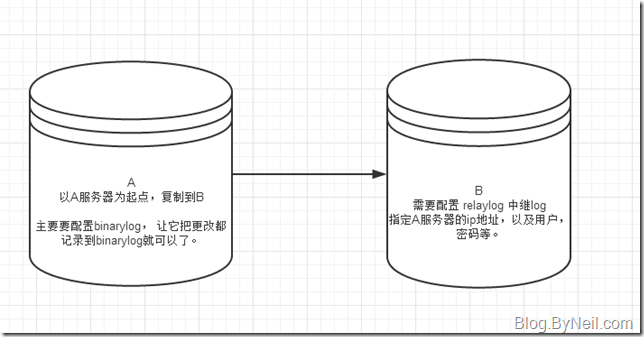 A
以A服务器为起点，复制到B
主要要配置binarylog， 让它把更改都
记录到binarylog就可以了。
B
需要配置 relaylog 中继log
指定A服务器的ip地址，以及用户，
密码等。
Blog.ByNeil.com